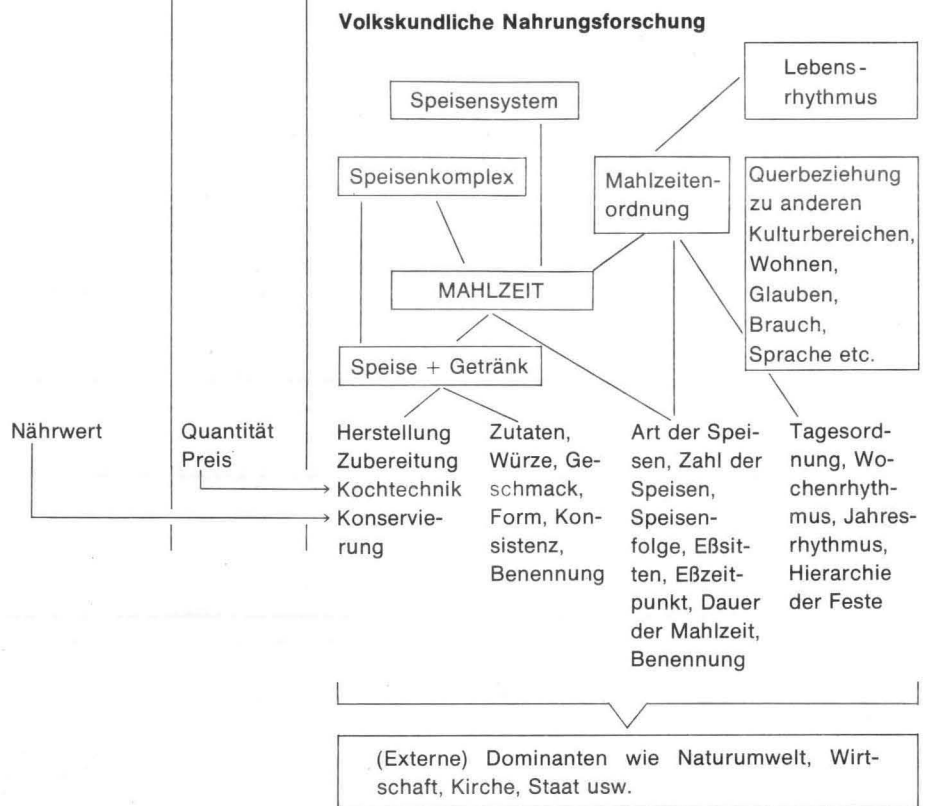 Volkskundliche Nahrungsforschung
Lebens-
rhythmus
Speisensystem
Speisenkomplex
Mahlzeiten-
ordnung
Querbeziehung
zu anderen
Kulturbereichen,
Wohnen,
Glauben,
Brauch,
Sprache etc.
MAHLZEIT
Speise + Getränk
Nährwert
Quantität
Preis
Herstellung
Zubereitung
Kochtechnik
Konservie-
rung
Zutaten,
Würze, Ge-
schmack,
Form, Kon-
sistenz,
Benennung
Art der Spei-
sen, Zahl der
Speisen,
Speisen-
folge, Eßsit-
ten, Eßzeit-
punkt, Dauer
der Mahlzeit,
Benennung
Tagesord-
nung, Wo-
chenrhyth-
mus, Jahres-
rhythmus,
Hierarchie
der Feste
(Externe) Dominanten wie Naturumwelt, Wirt-
schaft, Kirche, Staat usw.